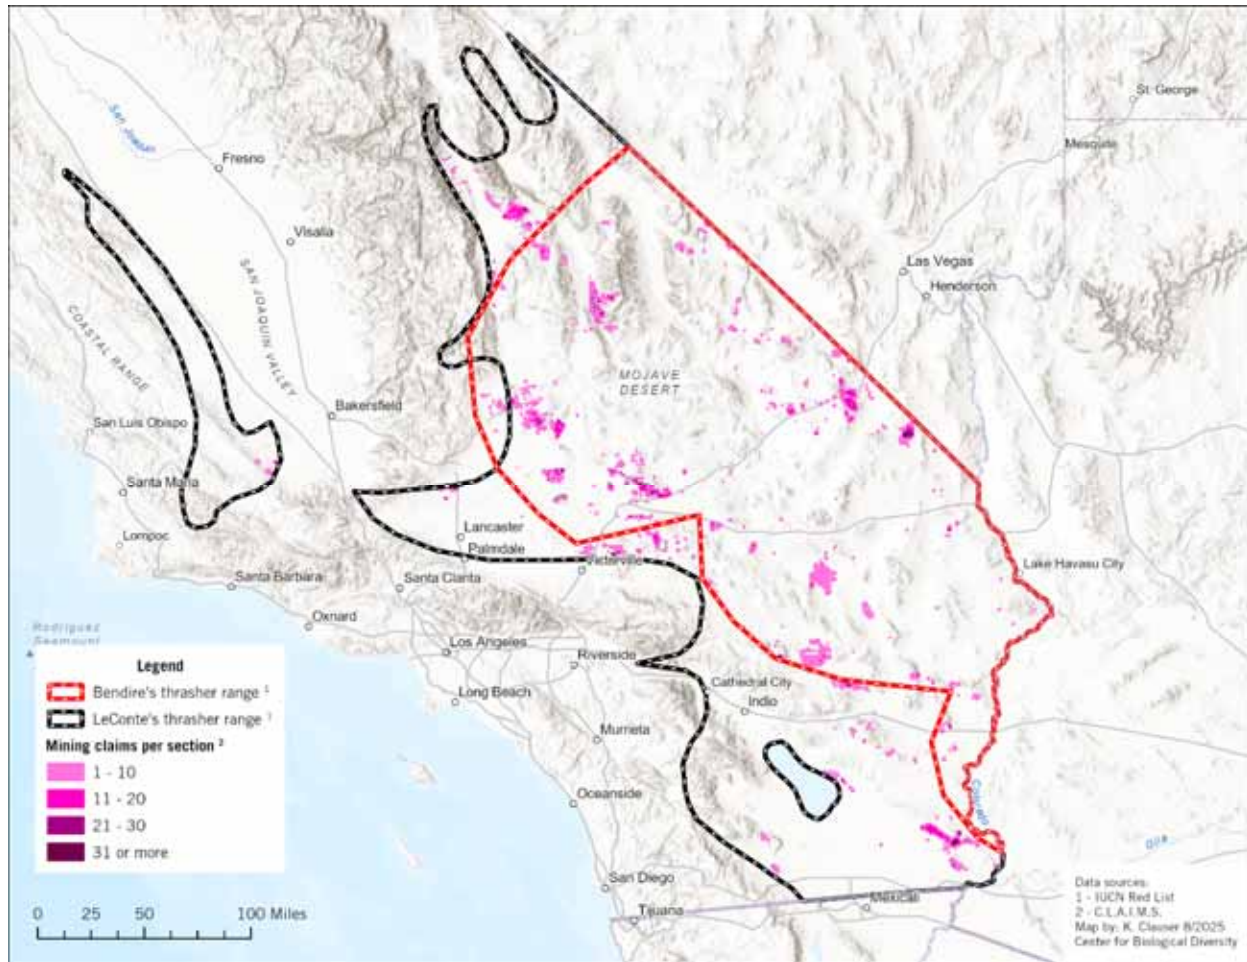 St. George
Mesquite
San Joaquin
Fresno
Visalia
Las Vegas
Henderson
COASTAL RANGE
SAN JOAQUIN VALLEY
MOJAVE
DESERT
Bakersfield
San Luis Obispo
Santa Maria
Lancaster
Lompoc
Palmdale
Victorville
Lake Havasu City
Santa Barbara
Santa Clarita
Oxnard
Rodriguez
Seamount
Los Angeles
Riverside
Legend
Bendire's thrasher range 1
LeConte's thrasher range 1
Mining claims per section 2
1 - 10
11 - 20
21 - 30
31 or more
Long Beach
Cathedral City
Indio
Murrieta
Oceanside
Colorado
Gila
San Diego
Mexicali
Tijuana
0 25 50 100 Miles
Data sources:
1 - IUCN Red List
2 - C.L.A.I.M.S.
Map by: K. Clauser 8/2025
Center for Biological Diversity